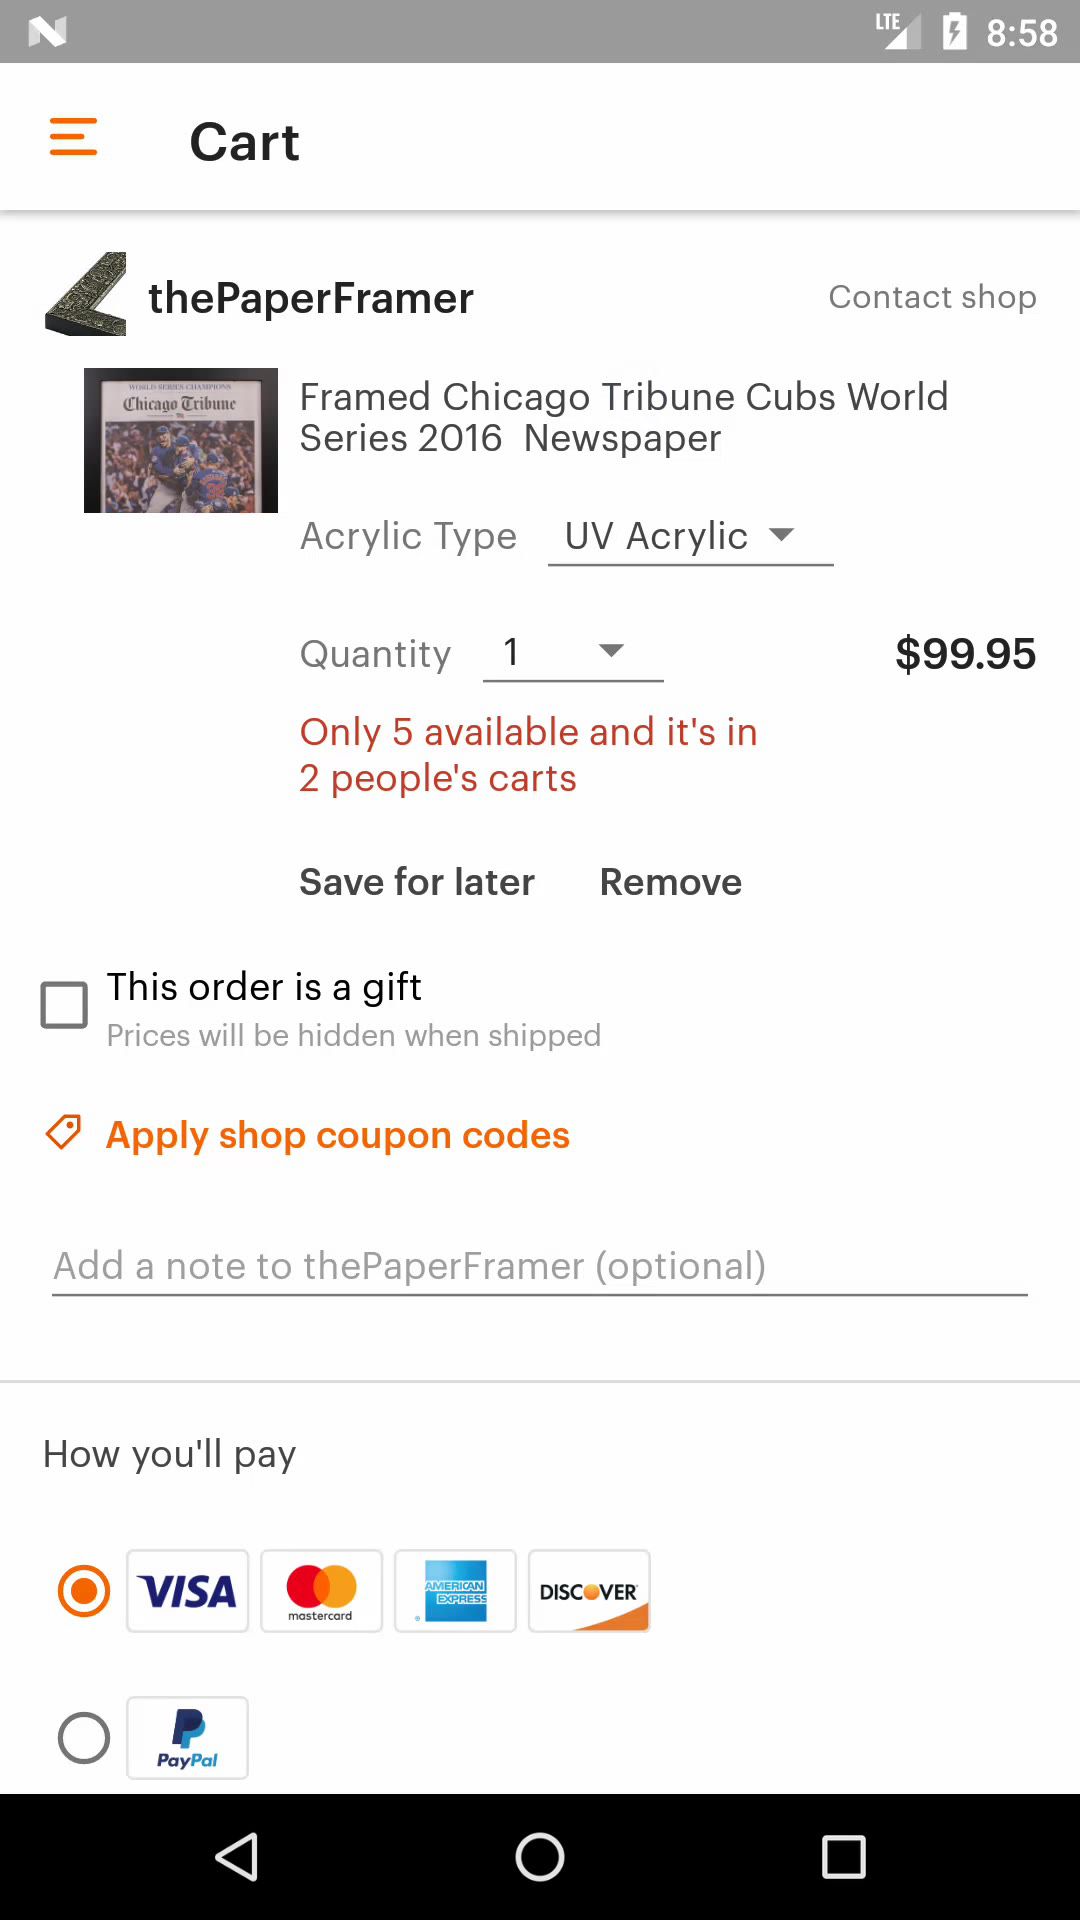 LTE 8:58
Cart
thePaperFramer Contact shop
WORLD SERIES CHAMPIONS
Chicago Tribune
Framed Chicago Tribune Cubs World
Series 2016 Newspaper
Acrylic Type UV Acrylic
Quantity 1 $99.95
Only 5 available and it's in
2 people's carts
Save for later Remove
This order is a gift
Prices will be hidden when shipped
Apply shop coupon codes
Add a note to thePaperFramer (optional)
How you'll pay
VISA mastercard AMERICAN EXPRESS DISCOVER
PayPal